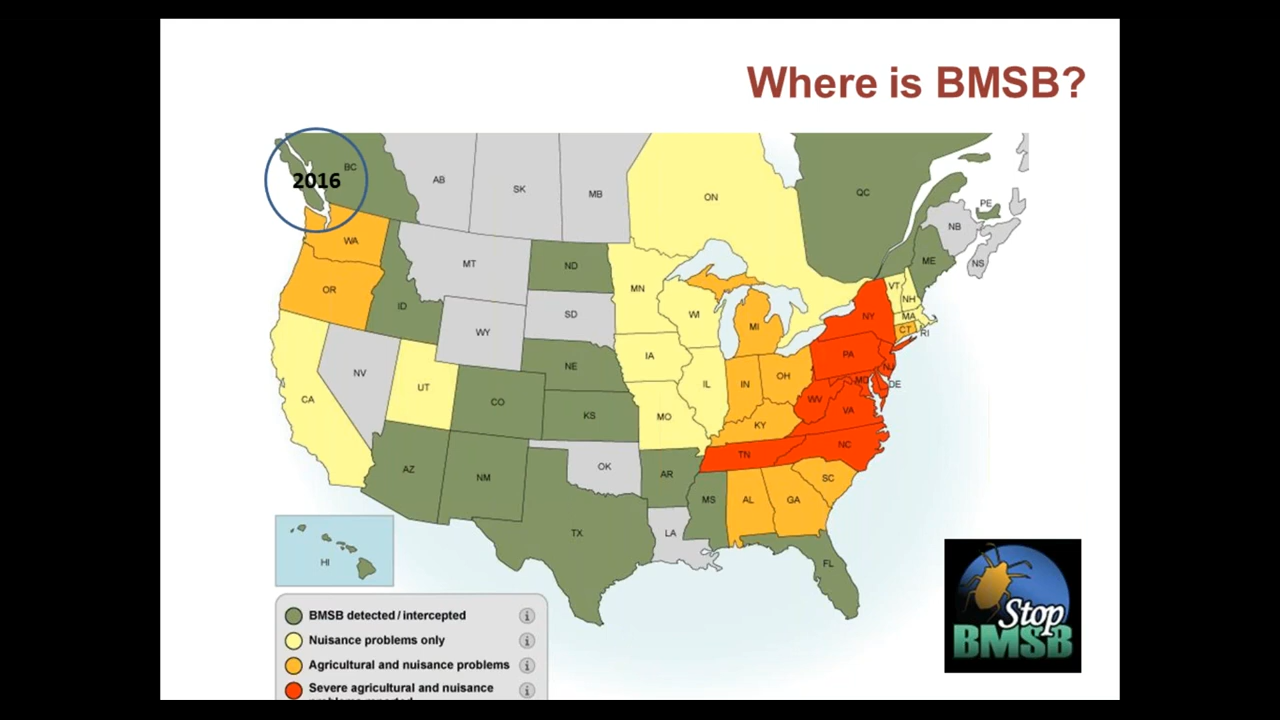 Where is BMSB?
2016
BC
AB
SK
MB
ON
QC
PE
NB
NS
ME
WA
MT
ND
MN
VT
NH
OR
ID
SD
WI
MI
NY
MA
CT
RI
WY
NE
IA
PA
NJ
NV
UT
CO
KS
IL
IN
OH
MD
DE
CA
MO
KY
WV
VA
AZ
NM
OK
AR
TN
NC
TX
LA
MS
AL
GA
SC
FL
HI
BMSB detected / intercepted i
Nuisance problems only i
Agricultural and nuisance problems i
Severe agricultural and nuisance i
Stop
BMSB